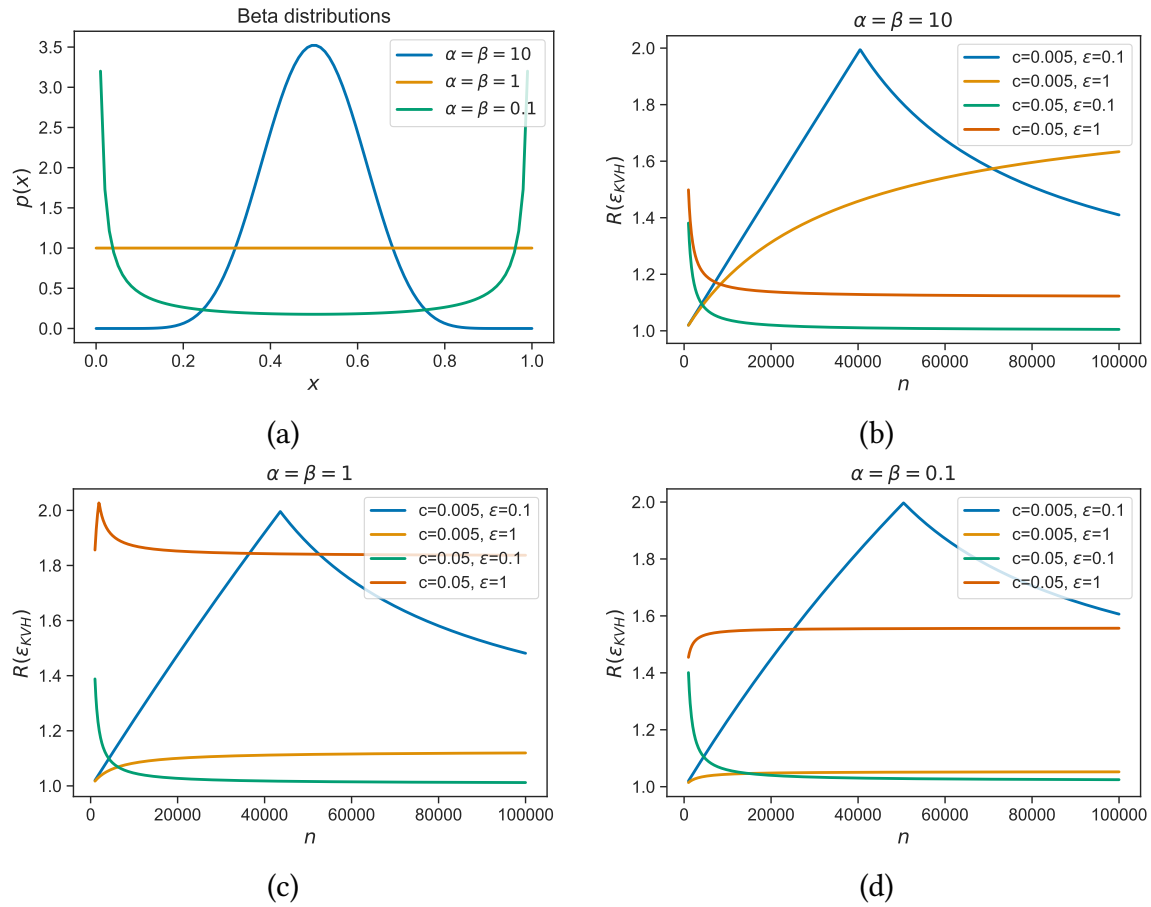 Beta distributions
p(x)
3.5
3.0
2.5
2.0
1.5
1.0
0.5
0.0
α = β = 10
α = β = 1
α = β = 0.1
0.0 0.2 0.4 0.6 0.8 1.0
x
(a)
α = β = 10
R(ε_KVH)
2.0
1.8
1.6
1.4
1.2
1.0
c=0.005, ε=0.1
c=0.005, ε=1
c=0.05, ε=0.1
c=0.05, ε=1
0 20000 40000 60000 80000 100000
n
(b)
α = β = 1
R(ε_KVH)
2.0
1.8
1.6
1.4
1.2
1.0
c=0.005, ε=0.1
c=0.005, ε=1
c=0.05, ε=0.1
c=0.05, ε=1
0 20000 40000 60000 80000 100000
n
(c)
α = β = 0.1
R(ε_KVH)
2.0
1.8
1.6
1.4
1.2
1.0
c=0.005, ε=0.1
c=0.005, ε=1
c=0.05, ε=0.1
c=0.05, ε=1
0 20000 40000 60000 80000 100000
n
(d)